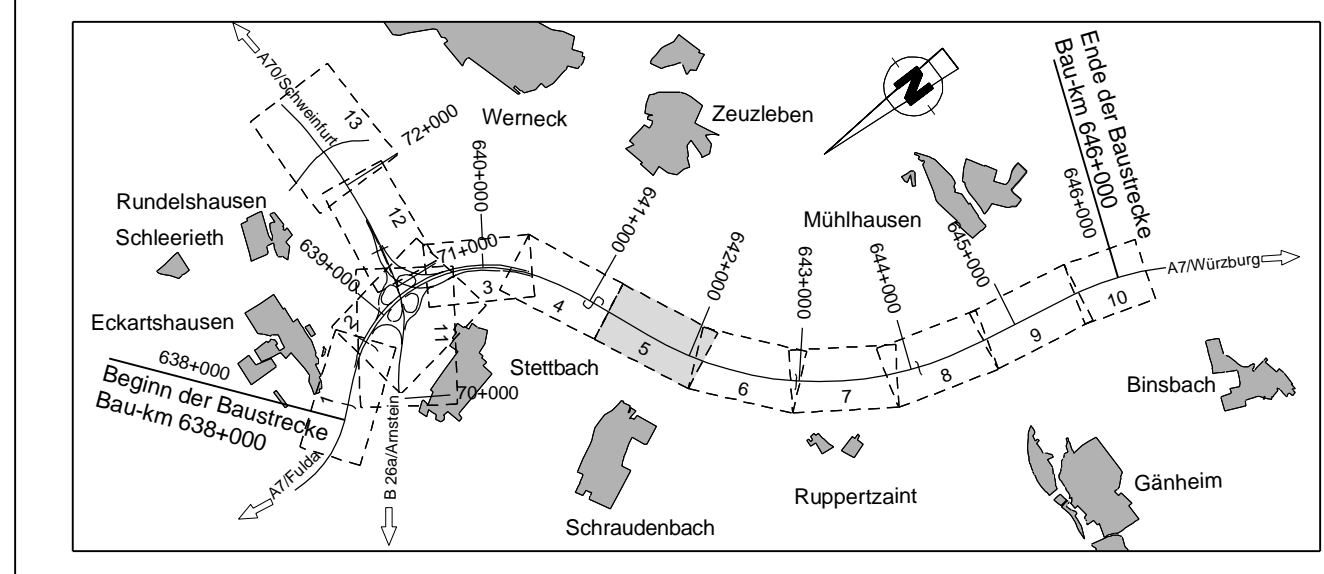 A70/Schweinfurt
13
72+000
Werneck
Zeuzleben
N
Ende der Baustrecke
Bau-km 646+000
646+000
Rundelshausen
Schleerieth
12
640+000
641+000
Mühlhausen
639+000
71+000
642+000
643+000
644+000
645+000
A7/Würzburg
3
4
5
6
7
8
9
10
Eckartshausen
2
11
Stettbach
638+000
Beginn der Baustrecke
Bau-km 638+000
70+000
Binsbach
A7/Fulda
B 26a/Arnstein
Schraudenbach
Ruppertzaint
Gänheim